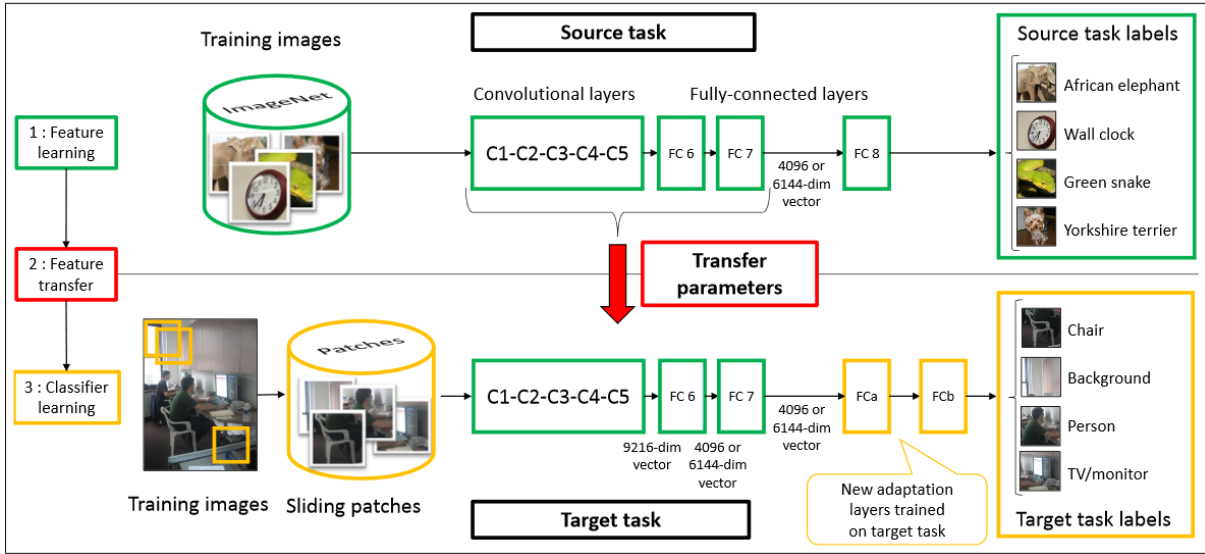 Training images
Source task
Source task labels
ImageNet
Convolutional layers
Fully-connected layers
African elephant
1 : Feature
learning
C1-C2-C3-C4-C5
FC 6
FC 7
4096 or
6144-dim
vector
FC 8
Wall clock
Green snake
Yorkshire terrier
2 : Feature
transfer
Transfer
parameters
3 : Classifier
learning
Patches
C1-C2-C3-C4-C5
FC 6
FC 7
4096 or
6144-dim
vector
FCa
FCb
Chair
Background
Person
TV/monitor
9216-dim
vector
4096 or
6144-dim
vector
New adaptation
layers trained
on target task
Training images
Sliding patches
Target task
Target task labels